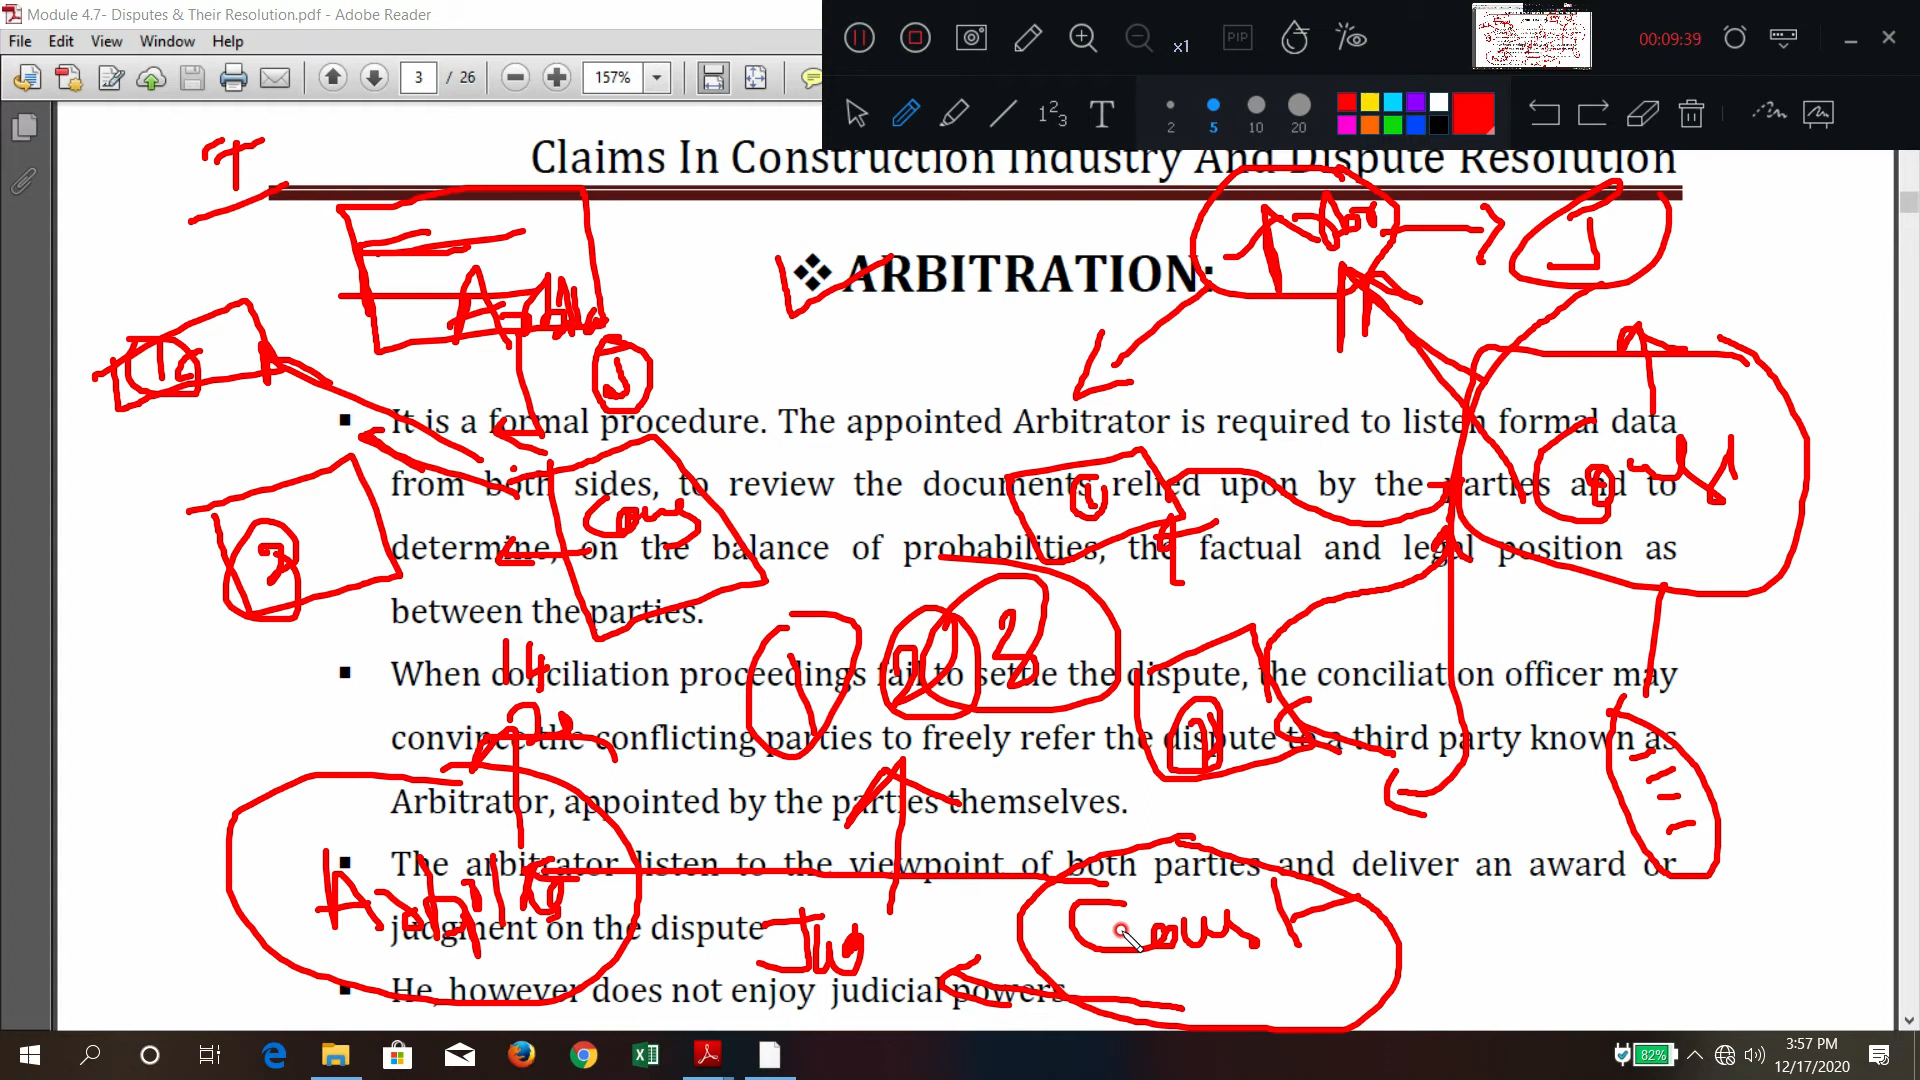 Module 4.7- Disputes & Their Resolution.pdf - Adobe Reader
File Edit View Window Help
3 / 26 157%
x1 PIP 00:09:39
2 5 10 20
Claims In Construction Industry And Dispute Resolution
❖ ARBITRATION:
▪ It is a formal procedure. The appointed Arbitrator is required to listen formal data
from both sides, to review the documents relied upon by the parties and to
determine, on the balance of probabilities, the factual and legal position as
between the parties.
▪ When conciliation proceedings fail to settle the dispute, the conciliation officer may
convince the conflicting parties to freely refer the dispute to a third party known as
Arbitrator, appointed by the parties themselves.
▪ The arbitrator listen to the viewpoint of both parties and deliver an award or
judgment on the dispute
▪ He, however does not enjoy judicial powers.
T
3
14
1
2
3
Court
82%
3:57 PM
12/17/2020